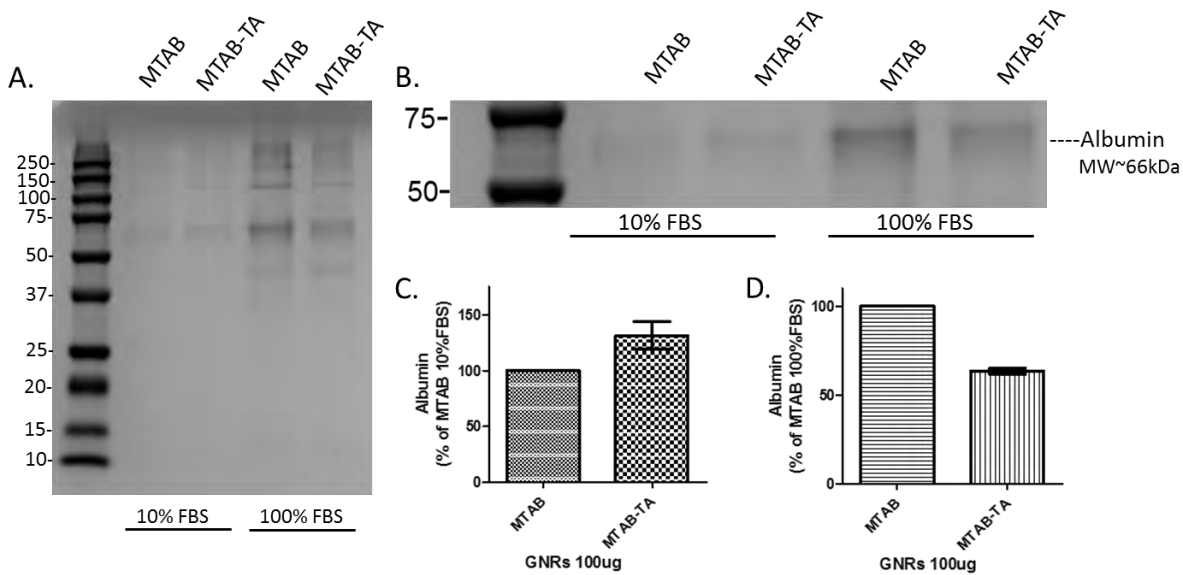 A.
MTAB
MTAB-TA
MTAB
MTAB-TA
250-
150-
100-
75-
50-
37-
25-
20-
15-
10-
10% FBS
100% FBS
B.
MTAB
MTAB-TA
MTAB
MTAB-TA
75-
50-
----Albumin
MW~66kDa
10% FBS
100% FBS
C.
Albumin
(% of MTAB 10%FBS)
150
100
50
0
MTAB
MTAB-TA
GNRs 100ug
D.
Albumin
(% of MTAB 100%FBS)
100
50
0
MTAB
MTAB-TA
GNRs 100ug